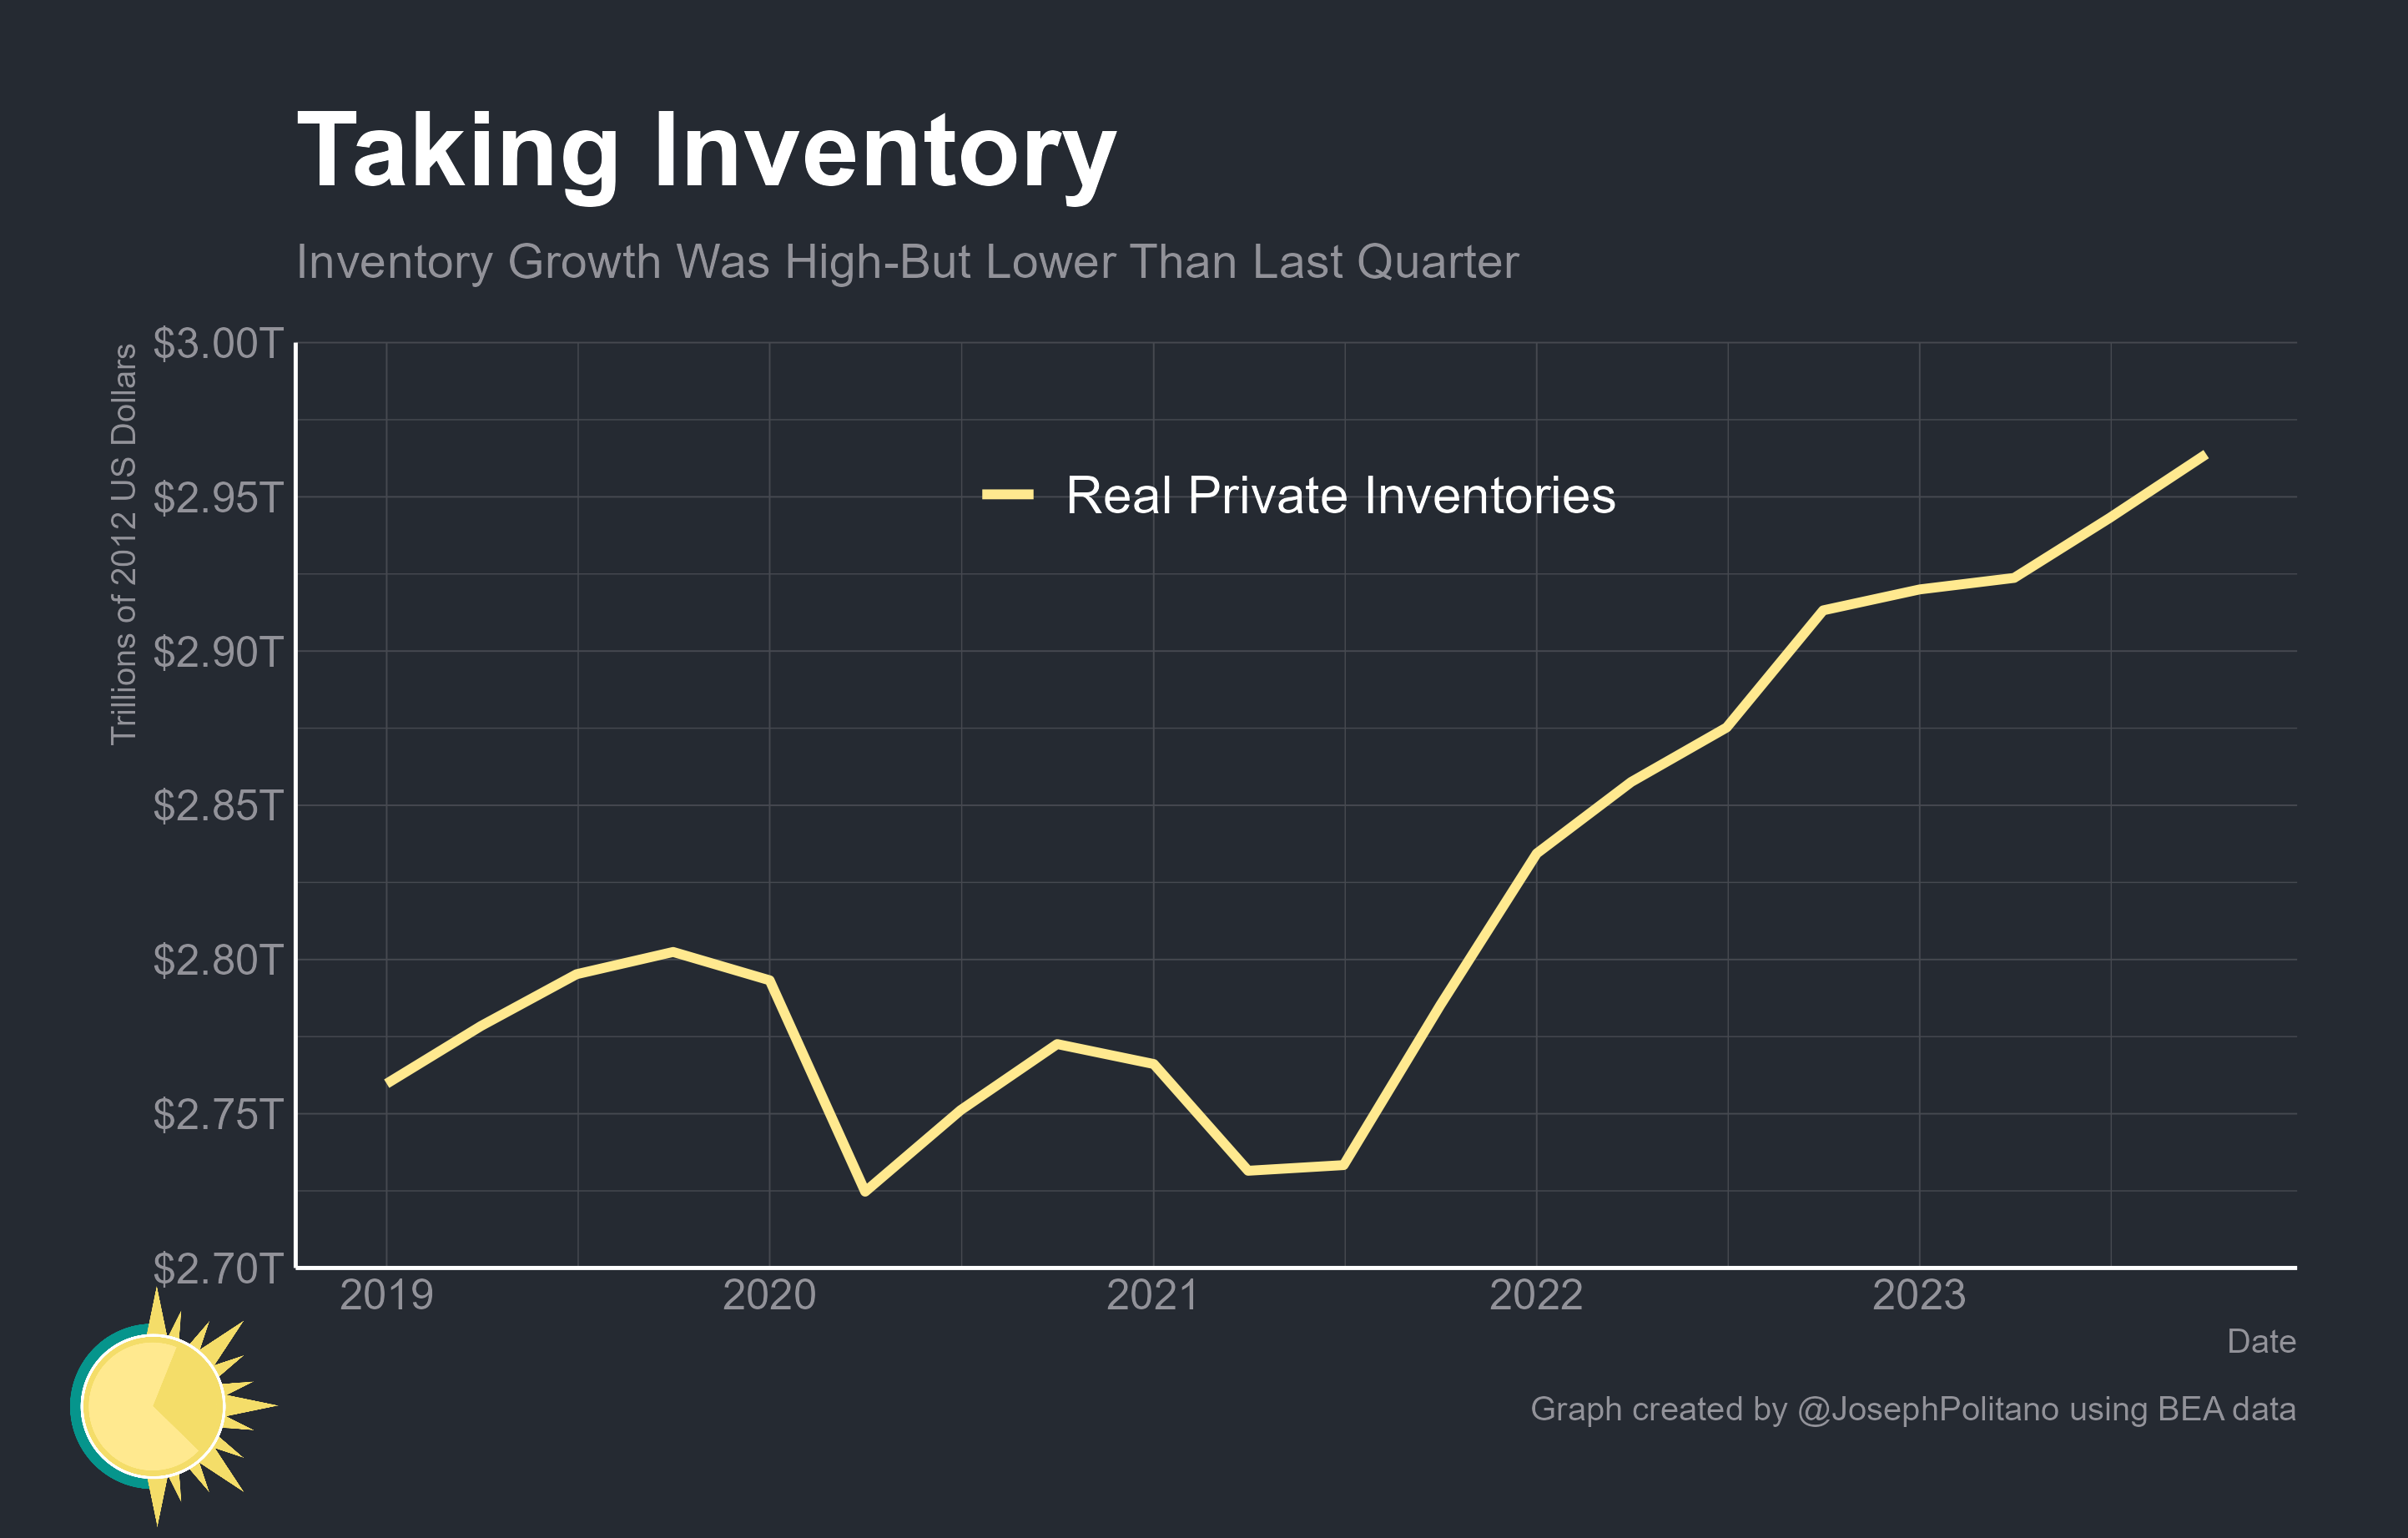 Taking Inventory
Inventory Growth Was High-But Lower Than Last Quarter
Trillions of 2012 US Dollars
$3.00T
$2.95T
$2.90T
$2.85T
$2.80T
$2.75T
$2.70T
Real Private Inventories
2019 2020 2021 2022 2023
Date
Graph created by @JosephPolitano using BEA data